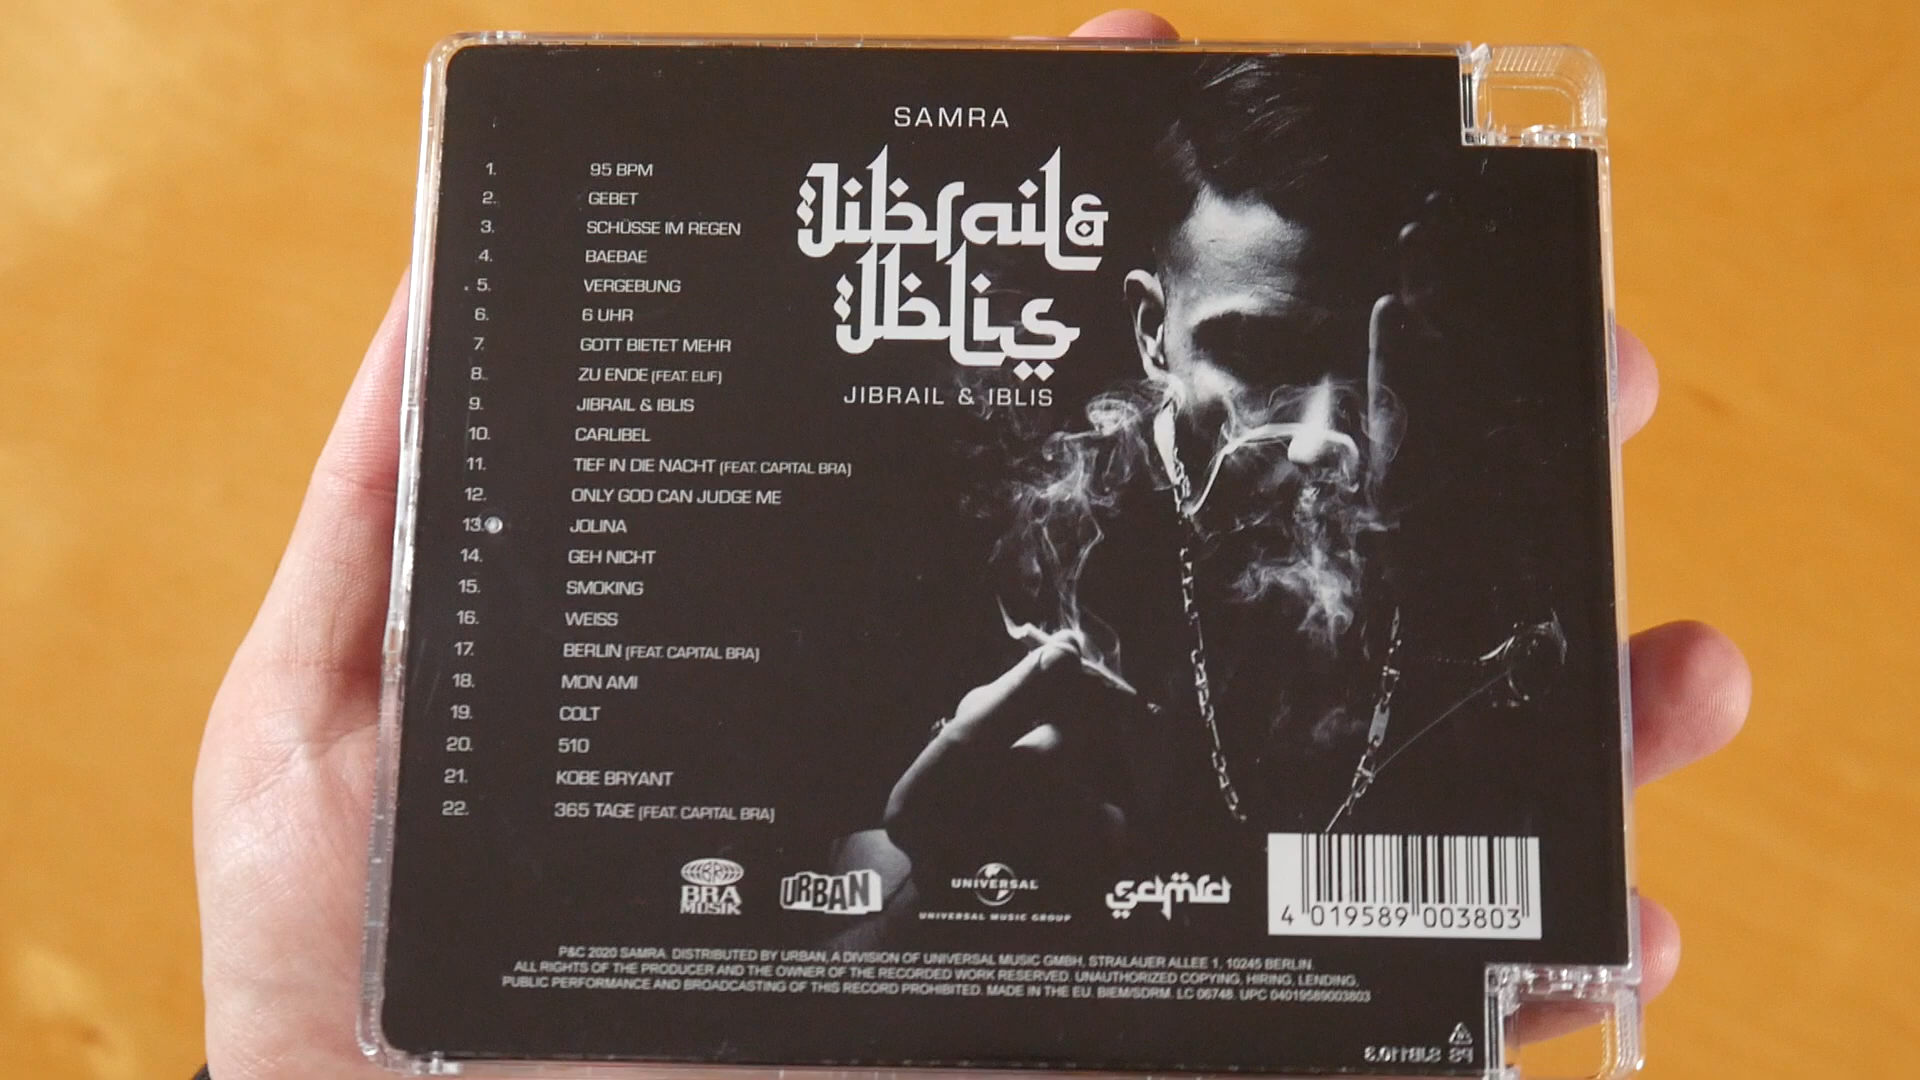 SAMRA
Jibrail &
Iblis
JIBRAIL & IBLIS
1. 95 BPM
2. GEBET
3. SCHÜSSE IM REGEN
4. BAEBAE
5. VERGEBUNG
6. 6 UHR
7. GOTT BIETET MEHR
8. ZU ENDE (FEAT. ELIF)
9. JIBRAIL & IBLIS
10. CARLIBEL
11. TIEF IN DIE NACHT (FEAT. CAPITAL BRA)
12. ONLY GOD CAN JUDGE ME
13. JOLINA
14. GEH NICHT
15. SMOKING
16. WEISS
17. BERLIN (FEAT. CAPITAL BRA)
18. MON AMI
19. COLT
20. 510
21. KOBE BRYANT
22. 365 TAGE (FEAT. CAPITAL BRA)
BRA
MUSIK
URBAN
UNIVERSAL
UNIVERSAL MUSIC GROUP
samra
4 019589 003803
P&C 2020 SAMRA. DISTRIBUTED BY URBAN, A DIVISION OF UNIVERSAL MUSIC GMBH, STRALAUER ALLEE 1, 10245 BERLIN.
ALL RIGHTS OF THE PRODUCER AND THE OWNER OF THE RECORDED WORK RESERVED. UNAUTHORIZED COPYING, HIRING, LENDING,
PUBLIC PERFORMANCE AND BROADCASTING OF THIS RECORD PROHIBITED. MADE IN THE EU. BIEM/SDRM. LC 06748. UPC 04019589003803